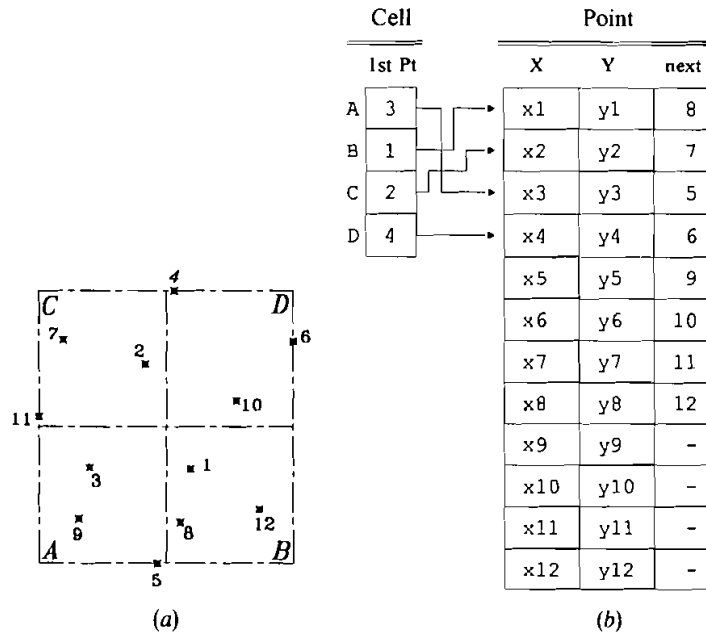 Cell Point
1st Pt X Y next
A 3 x1 y1 8
B 1 x2 y2 7
C 2 x3 y3 5
D 4 x4 y4 6
x5 y5 9
x6 y6 10
x7 y7 11
x8 y8 12
x9 y9 -
x10 y10 -
x11 y11 -
x12 y12 -
4
C D
7 2 6
10
11
3 1
9 8 12
A B
5
(a) (b)